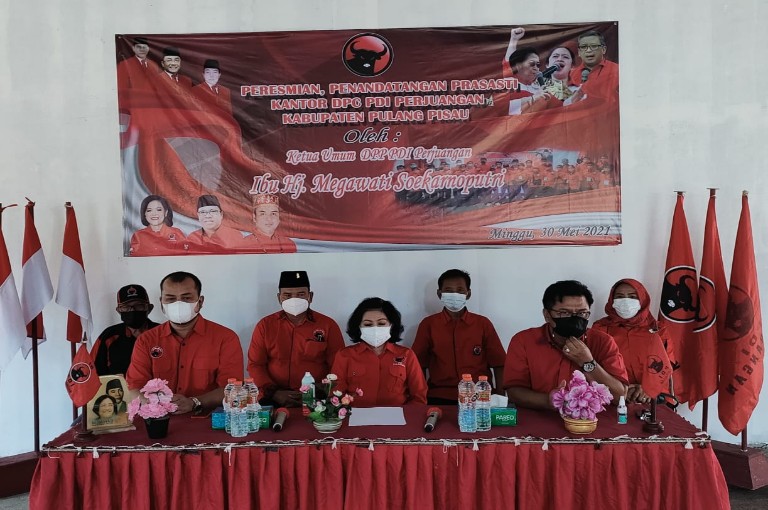 PERESMIAN, PENANDATANGAN PRASASTI
KANTOR DPC PDI PERJUANGAN
KABUPATEN PULANG PISAU
Oleh :
Ketua Umum DPP PDI Perjuangan
Ibu Hj. Megawati Soekarnoputri
Minggu, 30 Mei 2021
PASEO